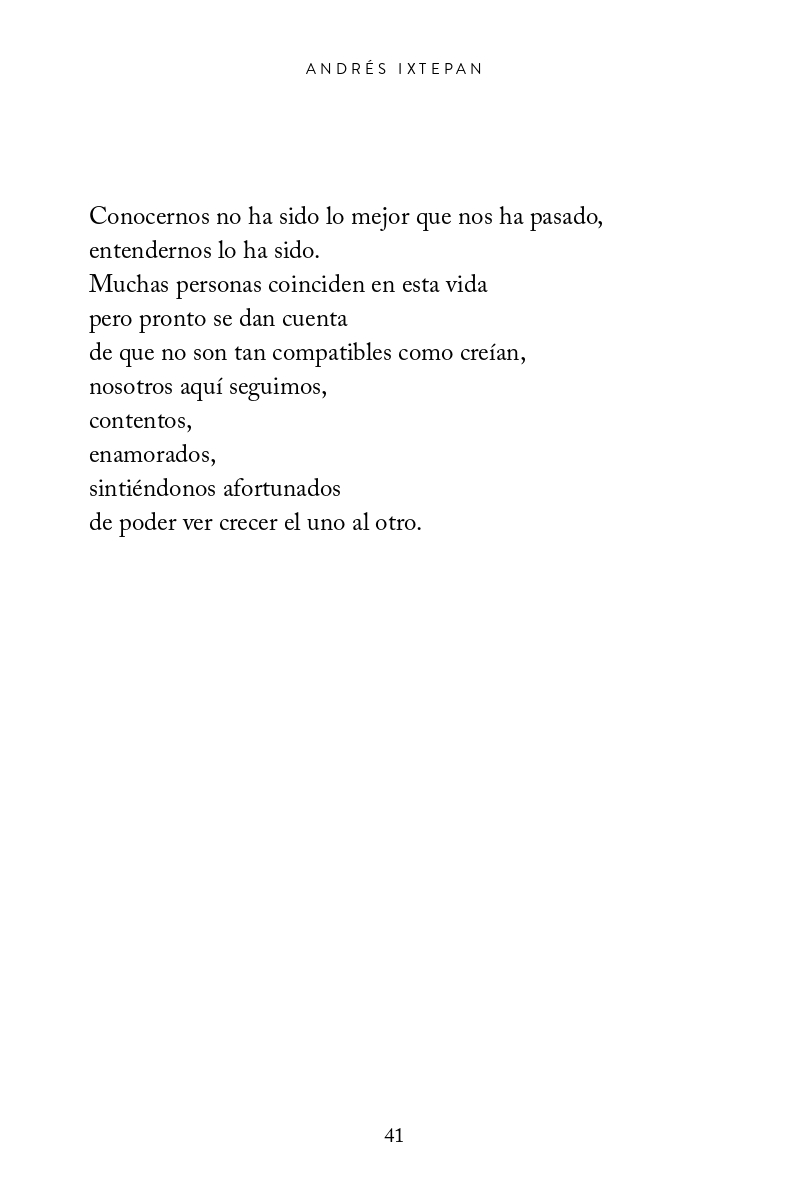 ANDRÉS IXTEPAN
Conocernos no ha sido lo mejor que nos ha pasado,
entendernos lo ha sido.
Muchas personas coinciden en esta vida
pero pronto se dan cuenta
de que no son tan compatibles como creían,
nosotros aquí seguimos,
contentos,
enamorados,
sintiéndonos afortunados
de poder ver crecer el uno al otro.
41